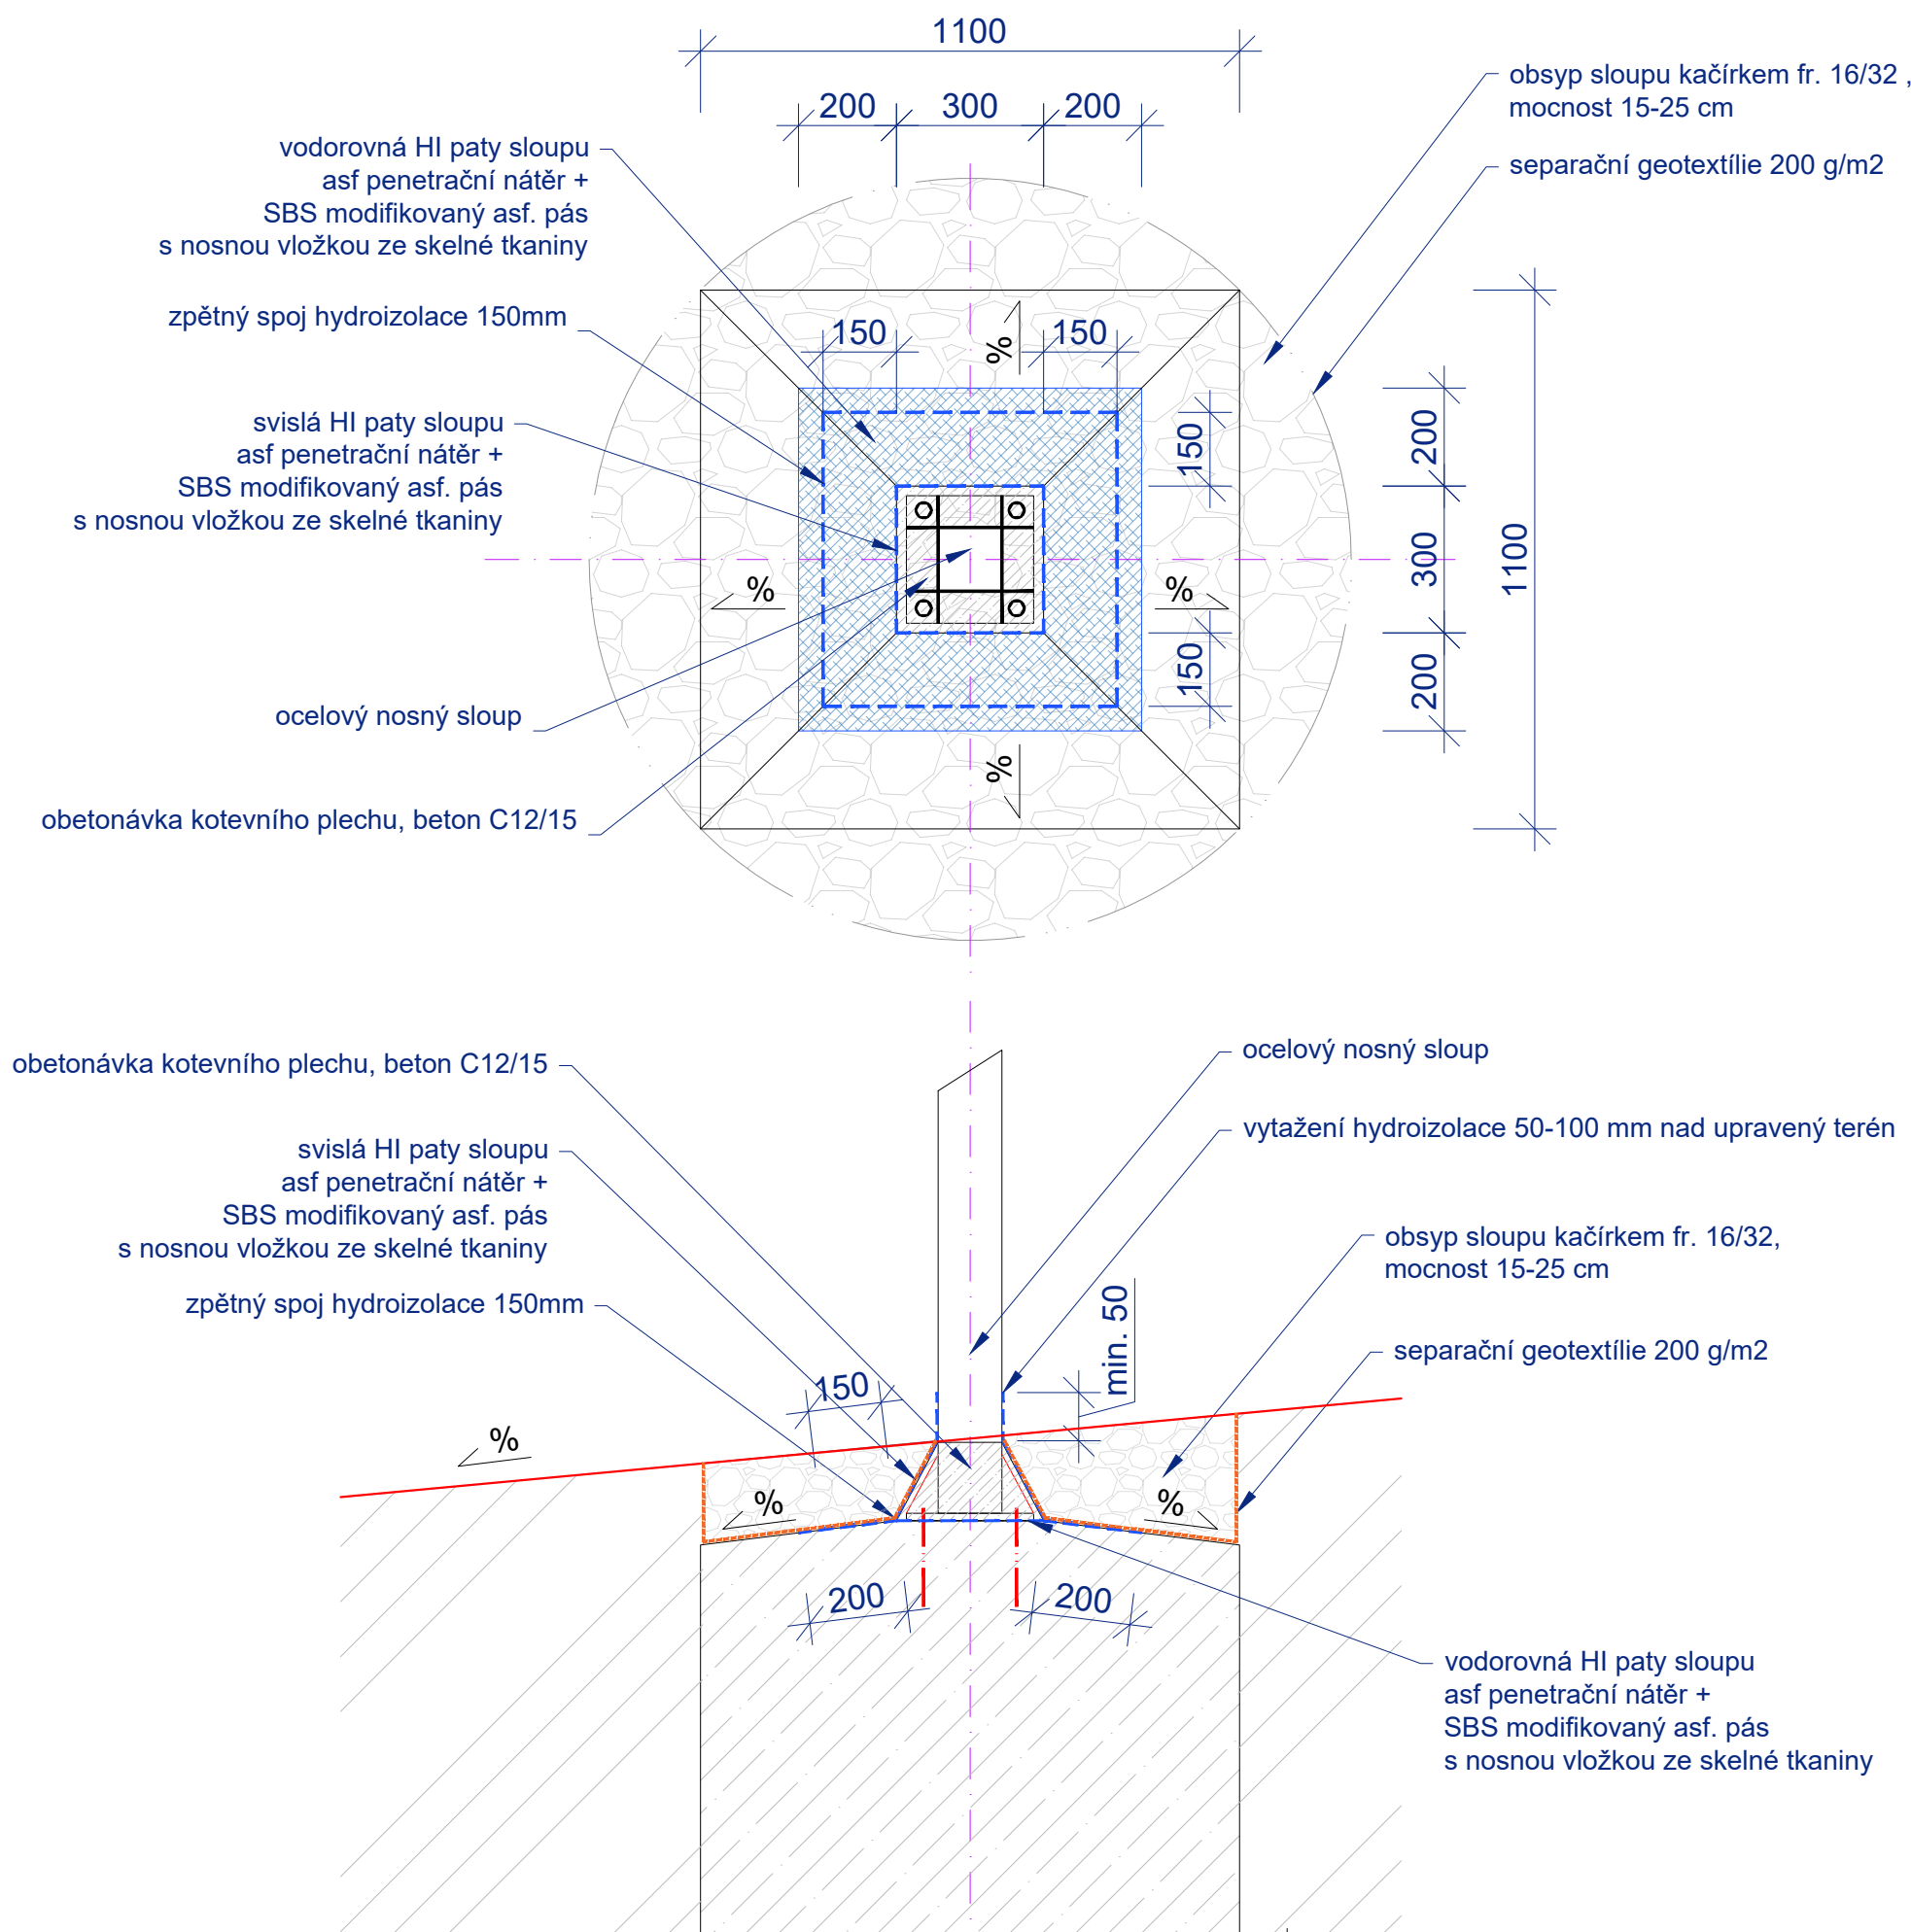 1100
200
300
200
obsyp sloupu kačírkem fr. 16/32 ,
mocnost 15-25 cm
separační geotextílie 200 g/m2
vodorovná HI paty sloupu
asf penetrační nátěr +
SBS modifikovaný asf. pás
s nosnou vložkou ze skelné tkaniny
zpětný spoj hydroizolace 150mm
150
%
150
svislá HI paty sloupu
asf penetrační nátěr +
SBS modifikovaný asf. pás
s nosnou vložkou ze skelné tkaniny
150
200
300
1100
%
%
150
200
ocelový nosný sloup
%
obetonávka kotevního plechu, beton C12/15
obetonávka kotevního plechu, beton C12/15
ocelový nosný sloup
vytažení hydroizolace 50-100 mm nad upravený terén
svislá HI paty sloupu
asf penetrační nátěr +
SBS modifikovaný asf. pás
s nosnou vložkou ze skelné tkaniny
obsyp sloupu kačírkem fr. 16/32,
mocnost 15-25 cm
zpětný spoj hydroizolace 150mm
min. 50
separační geotextílie 200 g/m2
150
%
%
%
200
200
vodorovná HI paty sloupu
asf penetrační nátěr +
SBS modifikovaný asf. pás
s nosnou vložkou ze skelné tkaniny